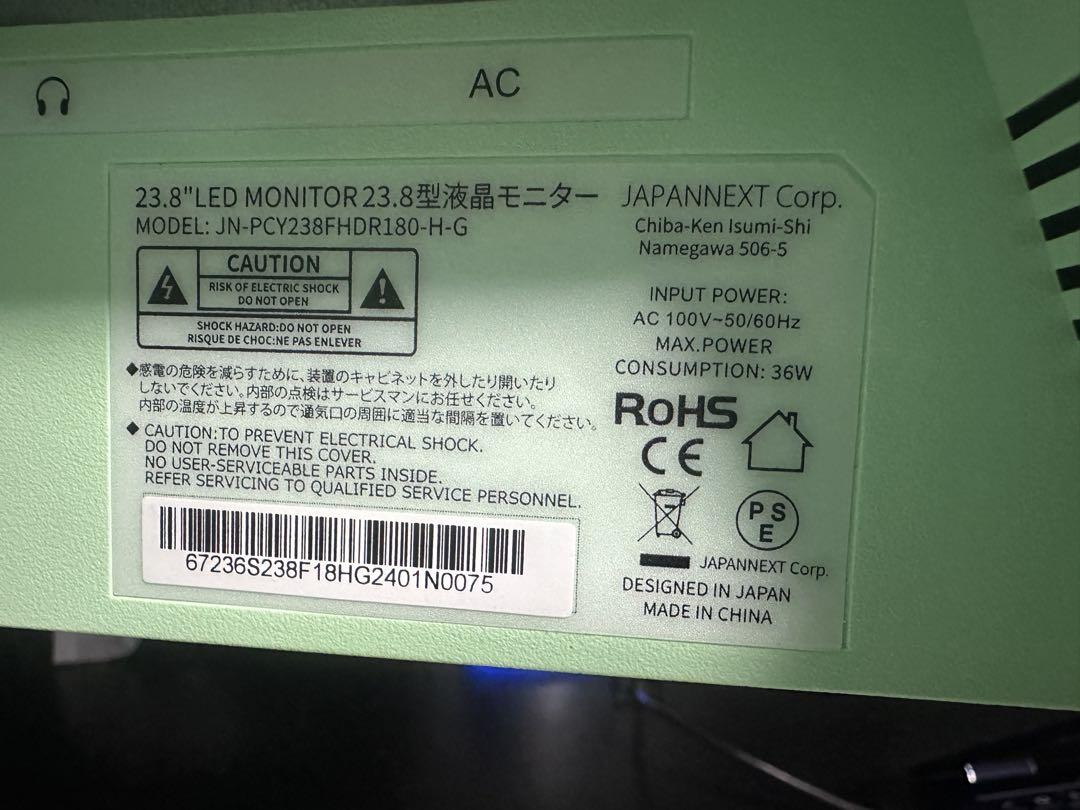 AC
23.8"LED MONITOR 23.8型液晶モニター
MODEL: JN-PCY238FHDR180-H-G
CAUTION
RISK OF ELECTRIC SHOCK
DO NOT OPEN
SHOCK HAZARD:DO NOT OPEN
RISQUE DE CHOC:NE PAS ENLEVER
◆感電の危険を減らすために、装置のキャビネットを外したり開いたり
しないでください。内部の点検はサービスマンにお任せください。
内部の温度が上昇するので通気口の周囲に適当な間隔を置いてください。
◆ CAUTION:TO PREVENT ELECTRICAL SHOCK.
DO NOT REMOVE THIS COVER.
NO USER-SERVICEABLE PARTS INSIDE.
REFER SERVICING TO QUALIFIED SERVICE PERSONNEL.
67236S238F18HG2401N0075
JAPANNEXT Corp.
Chiba-Ken Isumi-Shi
Namegawa 506-5
INPUT POWER:
AC 100V~50/60Hz
MAX.POWER
CONSUMPTION: 36W
RoHS
CE
PS
E
JAPANNEXT Corp.
DESIGNED IN JAPAN
MADE IN CHINA